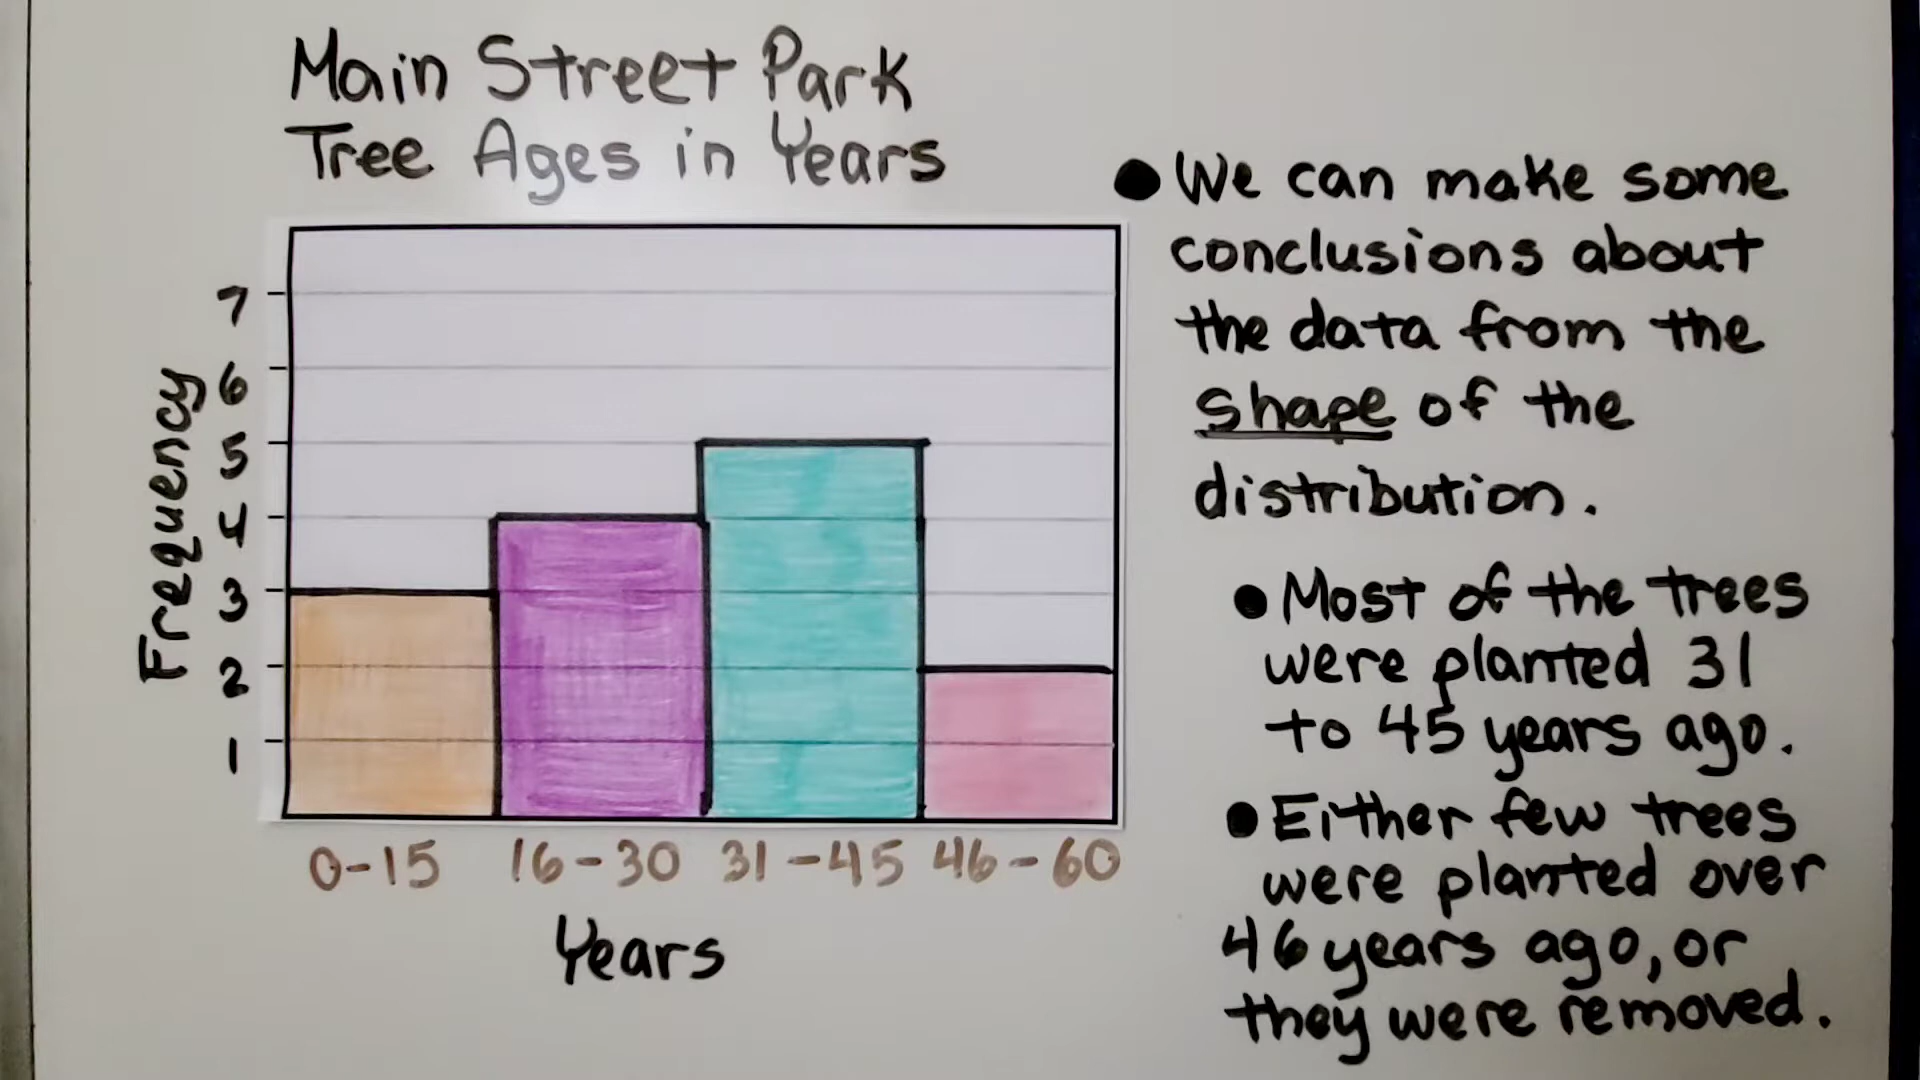 Main Street Park
Tree Ages in Years
Frequency
7
6
5
4
3
2
1
0-15 16-30 31-45 46-60
Years
● We can make some
conclusions about
the data from the
shape of the
distribution.
● Most of the trees
were planted 31
to 45 years ago.
● Either few trees
were planted over
46 years ago, or
they were removed.